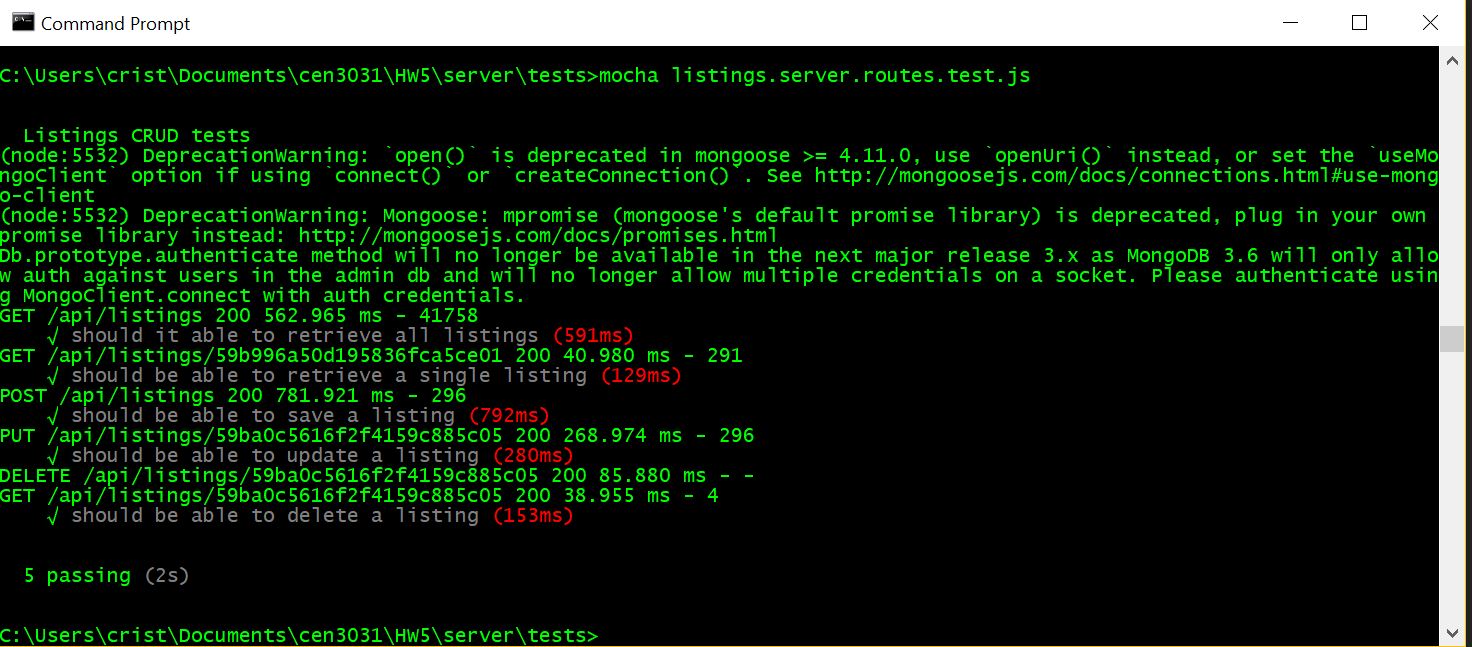 Command Prompt
C:\Users\crist\Documents\cen3031\HW5\server\tests>mocha listings.server.routes.test.js
Listings CRUD tests
(node:5532) DeprecationWarning: `open()` is deprecated in mongoose >= 4.11.0, use `openUri()` instead, or set the `useMo
ngoClient` option if using `connect()` or `createConnection()`. See http://mongoosejs.com/docs/connections.html#use-mong
o-client
(node:5532) DeprecationWarning: Mongoose: mpromise (mongoose's default promise library) is deprecated, plug in your own
promise library instead: http://mongoosejs.com/docs/promises.html
Db.prototype.authenticate method will no longer be available in the next major release 3.x as MongoDB 3.6 will only allo
w auth against users in the admin db and will no longer allow multiple credentials on a socket. Please authenticate usin
g MongoClient.connect with auth credentials.
GET /api/listings 200 562.965 ms - 41758
√ should it able to retrieve all listings (591ms)
GET /api/listings/59b996a50d195836fca5ce01 200 40.980 ms - 291
√ should be able to retrieve a single listing (129ms)
POST /api/listings 200 781.921 ms - 296
√ should be able to save a listing (792ms)
PUT /api/listings/59ba0c5616f2f4159c885c05 200 268.974 ms - 296
√ should be able to update a listing (280ms)
DELETE /api/listings/59ba0c5616f2f4159c885c05 200 85.880 ms - -
GET /api/listings/59ba0c5616f2f4159c885c05 200 38.955 ms - 4
√ should be able to delete a listing (153ms)
5 passing (2s)
C:\Users\crist\Documents\cen3031\HW5\server\tests>